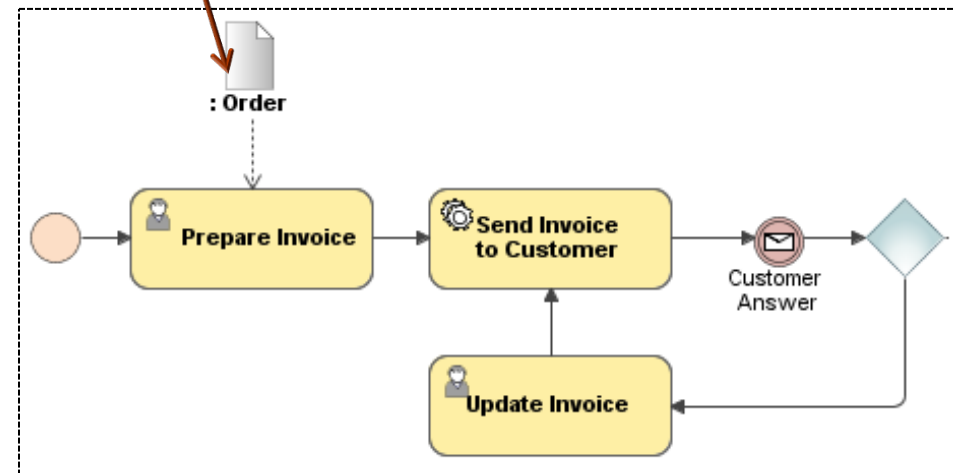 : Order
Prepare Invoice
Send Invoice
to Customer
Customer
Answer
Update Invoice